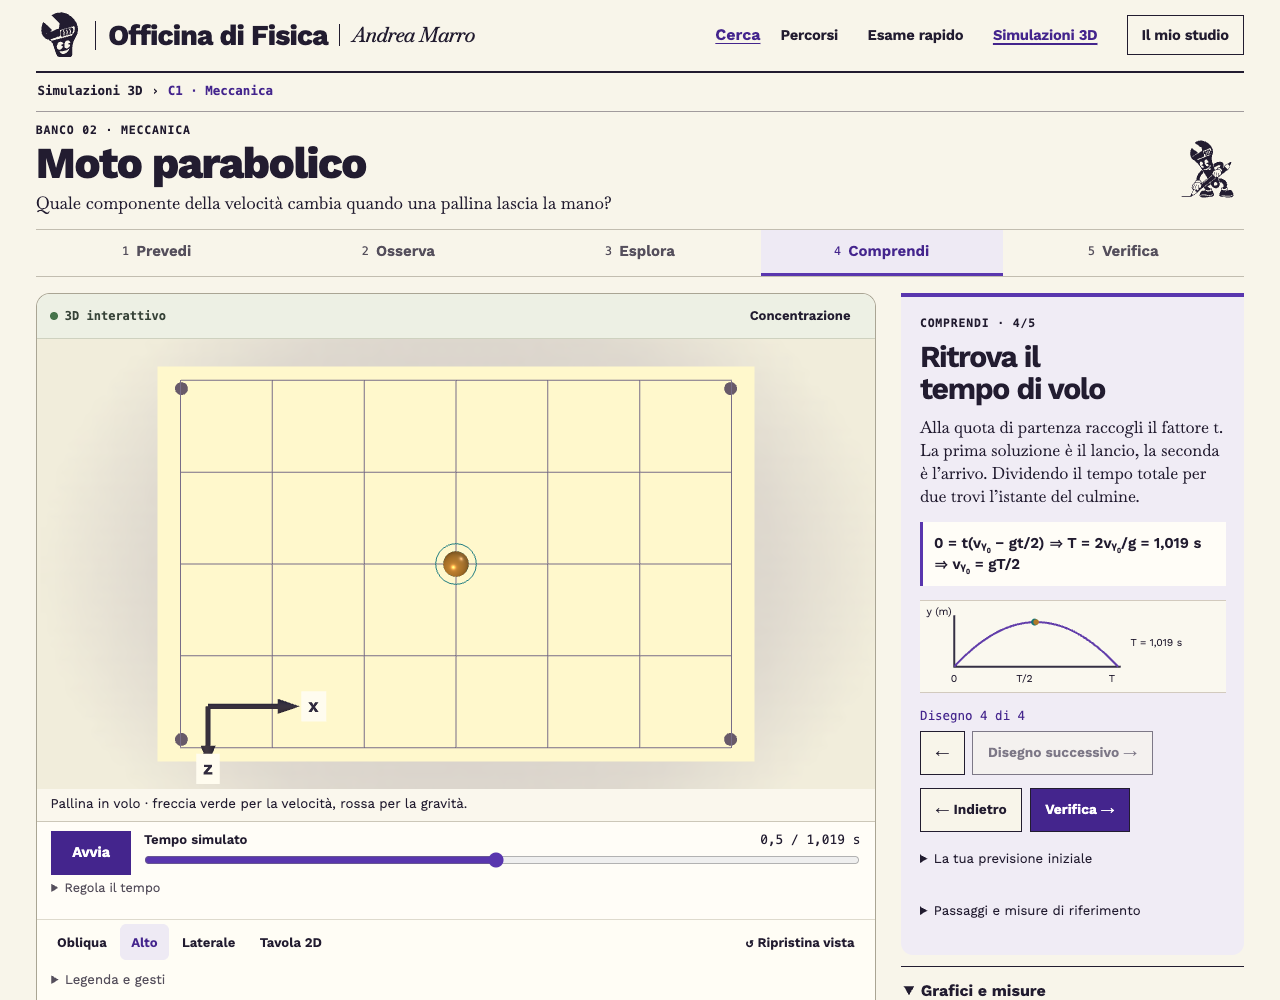 Officina di Fisica
Andrea Marro
Cerca
Percorsi
Esame rapido
Simulazioni 3D
Il mio studio
Simulazioni 3D › C1 · Meccanica
BANCO 02 · MECCANICA
Moto parabolico
Quale componente della velocità cambia quando una pallina lascia la mano?
1 Prevedi
2 Osserva
3 Esplora
4 Comprendi
5 Verifica
3D interattivo
Concentrazione
X
Z
Pallina in volo · freccia verde per la velocità, rossa per la gravità.
Avvia
Tempo simulato
0,5 / 1,019 s
▶ Regola il tempo
Obliqua
Alto
Laterale
Tavola 2D
↺ Ripristina vista
▶ Legenda e gesti
COMPRENDI · 4/5
Ritrova il
tempo di volo
Alla quota di partenza raccogli il fattore t.
La prima soluzione è il lancio, la seconda
è l’arrivo. Dividendo il tempo totale per
due trovi l’istante del culmine.
0 = t(vY₀ − gt/2) ⇒ T = 2vY₀/g = 1,019 s
⇒ vY₀ = gT/2
y (m)
T = 1,019 s
0
T/2
T
Disegno 4 di 4
←
Disegno successivo →
← Indietro
Verifica →
▶ La tua previsione iniziale
▶ Passaggi e misure di riferimento
▼ Grafici e misure